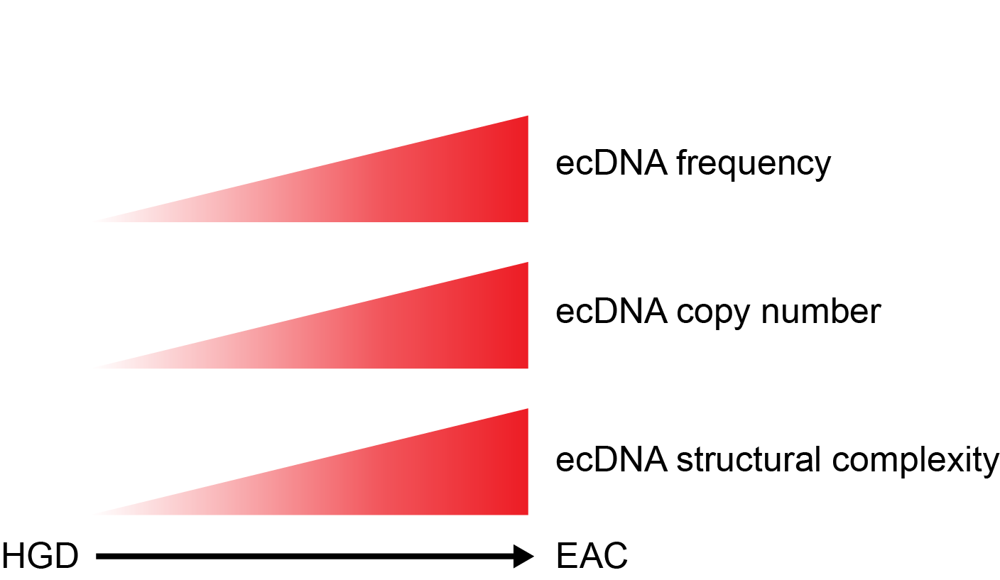 ecDNA frequency
ecDNA copy number
ecDNA structural complexity
HGD
EAC